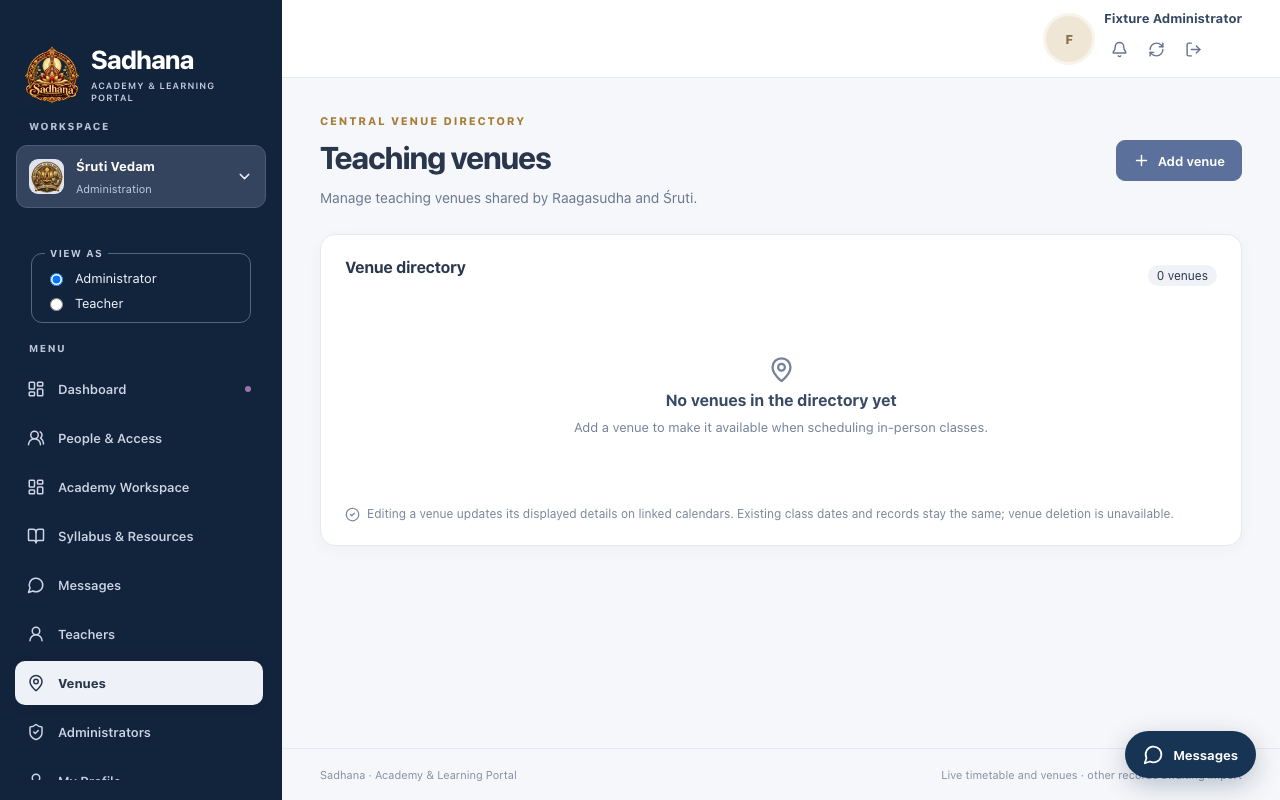 Sadhana
ACADEMY & LEARNING
PORTAL
Sadhana
WORKSPACE
Śruti Vedam
Administration
VIEW AS
Administrator
Teacher
MENU
Dashboard
People & Access
Academy Workspace
Syllabus & Resources
Messages
Teachers
Venues
Administrators
My Profile
F
Fixture Administrator
CENTRAL VENUE DIRECTORY
Teaching venues
Manage teaching venues shared by Raagasudha and Śruti.
Add venue
Venue directory
0 venues
No venues in the directory yet
Add a venue to make it available when scheduling in-person classes.
Editing a venue updates its displayed details on linked calendars. Existing class dates and records stay the same; venue deletion is unavailable.
Sadhana · Academy & Learning Portal
Live timetable and venues · other
Messages